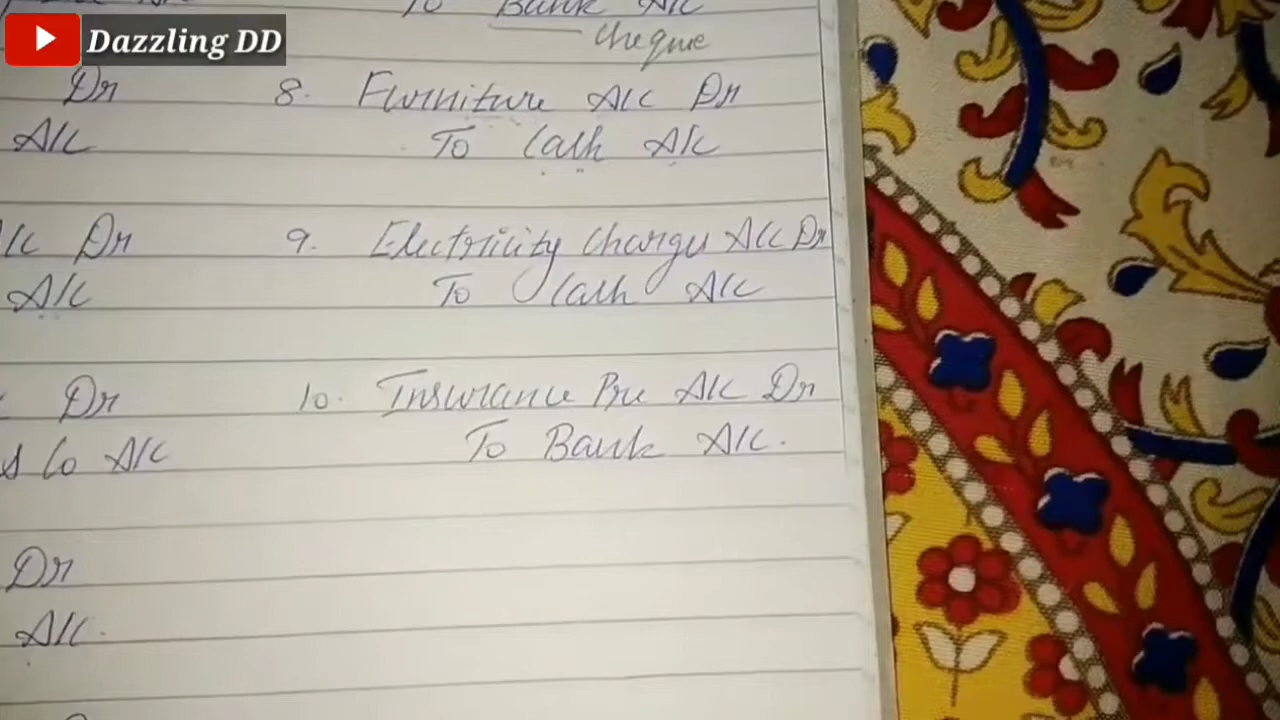 Dazzling DD
To Bank A/C
Cheque
Dr
A/C
8. Furniture A/C Dr
To Cash A/C
A/C Dr
A/C
9. Electricity Charges A/C Dr
To Cash A/C
Dr
s Co A/C
10. Insurance Pre A/C Dr
To Bank A/C.
Dr
A/C.